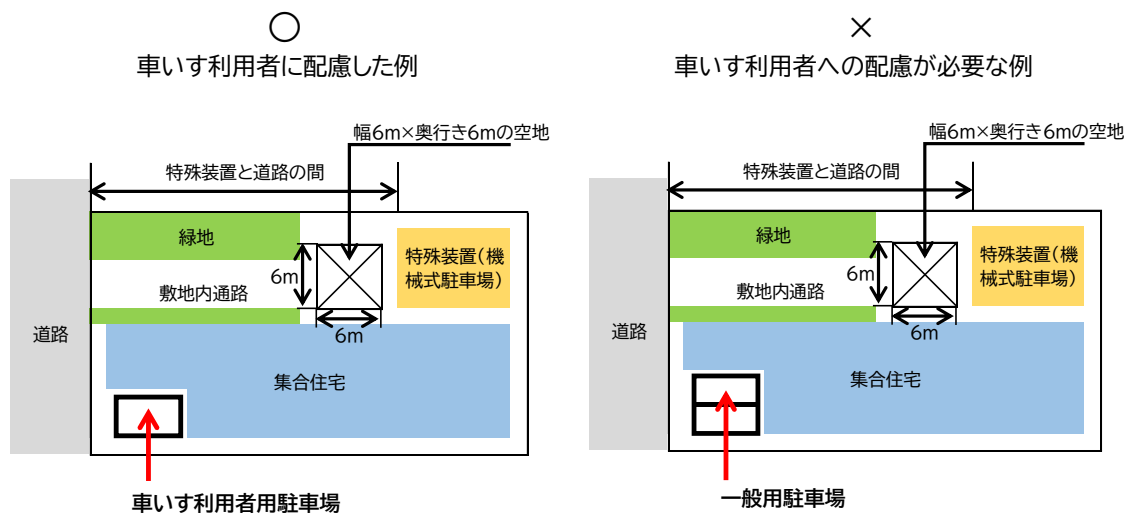 ○
車いす利用者に配慮した例
幅6m×奥行き6mの空地
特殊装置と道路の間
緑地
特殊装置(機
械式駐車場)
6m
敷地内通路
6m
道路
集合住宅
車いす利用者用駐車場
×
車いす利用者への配慮が必要な例
幅6m×奥行き6mの空地
特殊装置と道路の間
緑地
特殊装置(機
械式駐車場)
6m
敷地内通路
6m
道路
集合住宅
一般用駐車場